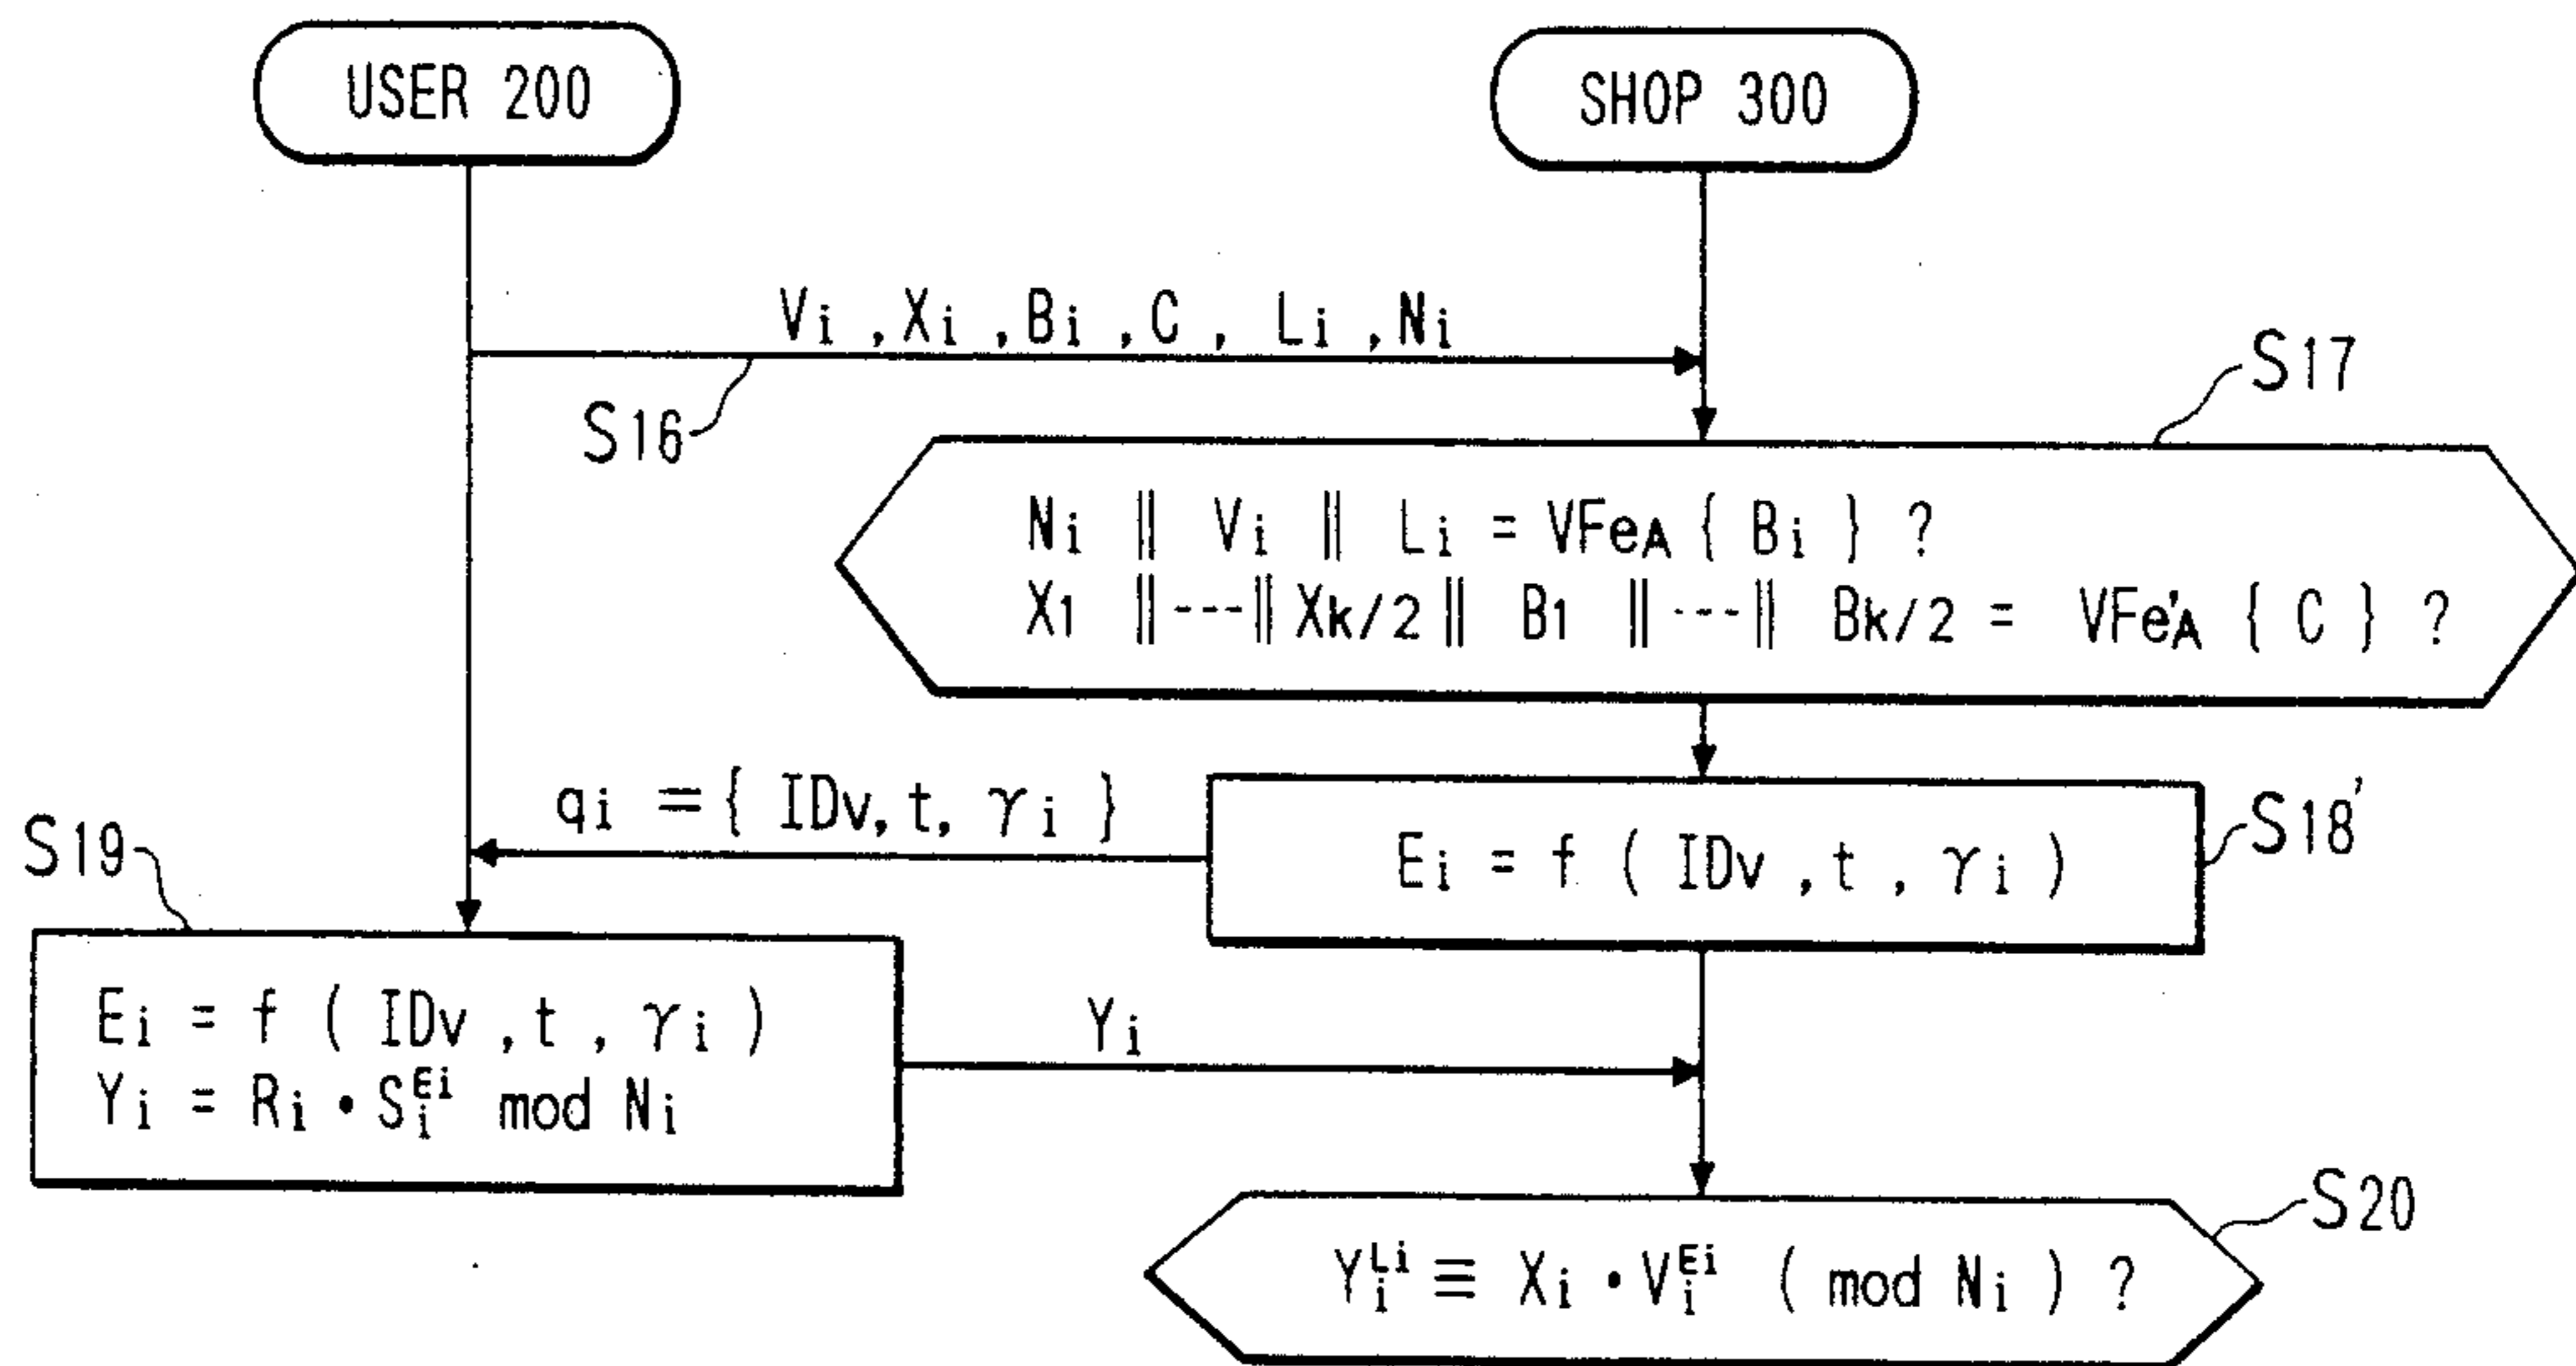 USER 200
SHOP 300
Vi , Xi , Bi , C , Li , Ni
S16
S17
Ni || Vi || Li = VFeA { Bi } ?
X1 ||---|| Xk/2 || B1 ||---|| Bk/2 = VFe'A { C } ?
qi = { IDv, t, γi }
S18'
Ei = f ( IDv , t , γi )
S19
Ei = f ( IDv , t , γi )
Yi = Ri • Si^Ei mod Ni
Yi
S20
Yi^Li ≡ Xi • Vi^Ei ( mod Ni ) ?